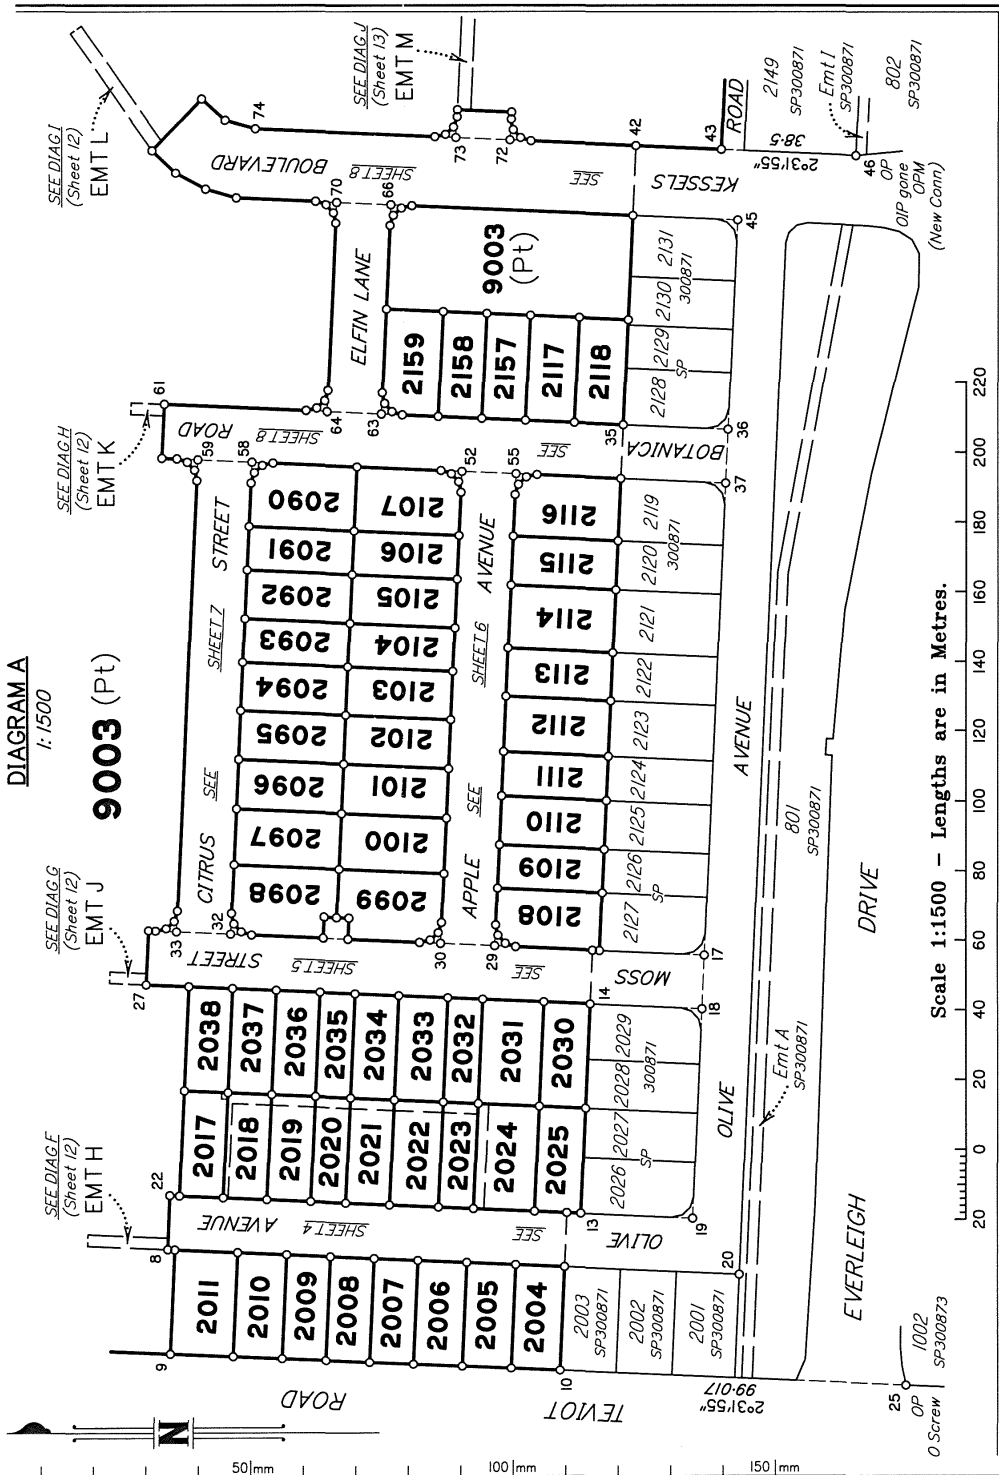 DIAGRAM A
1:1500
9003 (Pt)
SEE DIAG F
(Sheet 12)
EMT H
SEE DIAG G
(Sheet 12)
EMT J
SEE DIAG H
(Sheet 12)
EMT K
SEE DIAG I
(Sheet 12)
EMT L
SEE DIAG J
(Sheet 13)
EMT M
9
8
22
27
33
32
59
58
61
64
63
70
66
74
73
72
42
43
2011
2010
2009
2008
2007
2006
2005
2004
2003
SP300871
2002
SP300871
2001
SP300871
10
TEVIOT
ROAD
2°31'55"
99·017
AVENUE
SHEET 4
SEE
OLIVE
13
19
20
2017
2018
2019
2020
2021
2022
2023
2024
2025
2038
2037
2036
2035
2034
2033
2032
2031
2030
2026
2027
2028
2029
SP
300871
STREET
SHEET 5
SEE
MOSS
14
17
18
CITRUS
SEE
SHEET 7
STREET
2098
2097
2096
2095
2094
2093
2092
2091
2090
2099
2100
2101
2102
2103
2104
2105
2106
2107
30
29
52
55
APPLE
SEE
SHEET 6
AVENUE
2108
2109
2110
2111
2112
2113
2114
2115
2116
2127
2126
2125
2124
2123
2122
2121
2120
2119
SP
300871
ROAD
SHEET 8
SEE
BOTANICA
35
36
37
ELFIN LANE
2159
2158
2157
2117
2118
9003
(Pt)
2128
2129
2130
2131
SP
300871
BOULEVARD
SHEET 8
SEE
KESSELS
45
ROAD
2149
SP300871
2°31'55"
38·5
Emt I
SP300871
802
SP300871
46
OP
OIP gone
OPM
(New Conn)
OLIVE
AVENUE
Emt A
SP300871
801
SP300871
EVERLEIGH
DRIVE
25
OP
O Screw
1002
SP300873
N
Scale 1:1500 – Lengths are in Metres.
20
0
20
40
60
80
100
120
140
160
180
200
220
50 mm
100 mm
150 mm